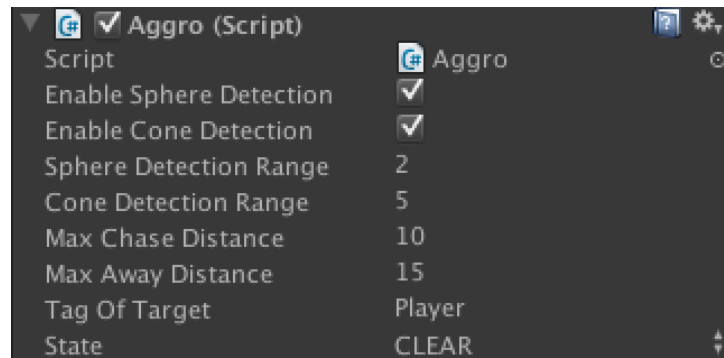 Aggro (Script)
Script Aggro
Enable Sphere Detection
Enable Cone Detection
Sphere Detection Range 2
Cone Detection Range 5
Max Chase Distance 10
Max Away Distance 15
Tag Of Target Player
State CLEAR